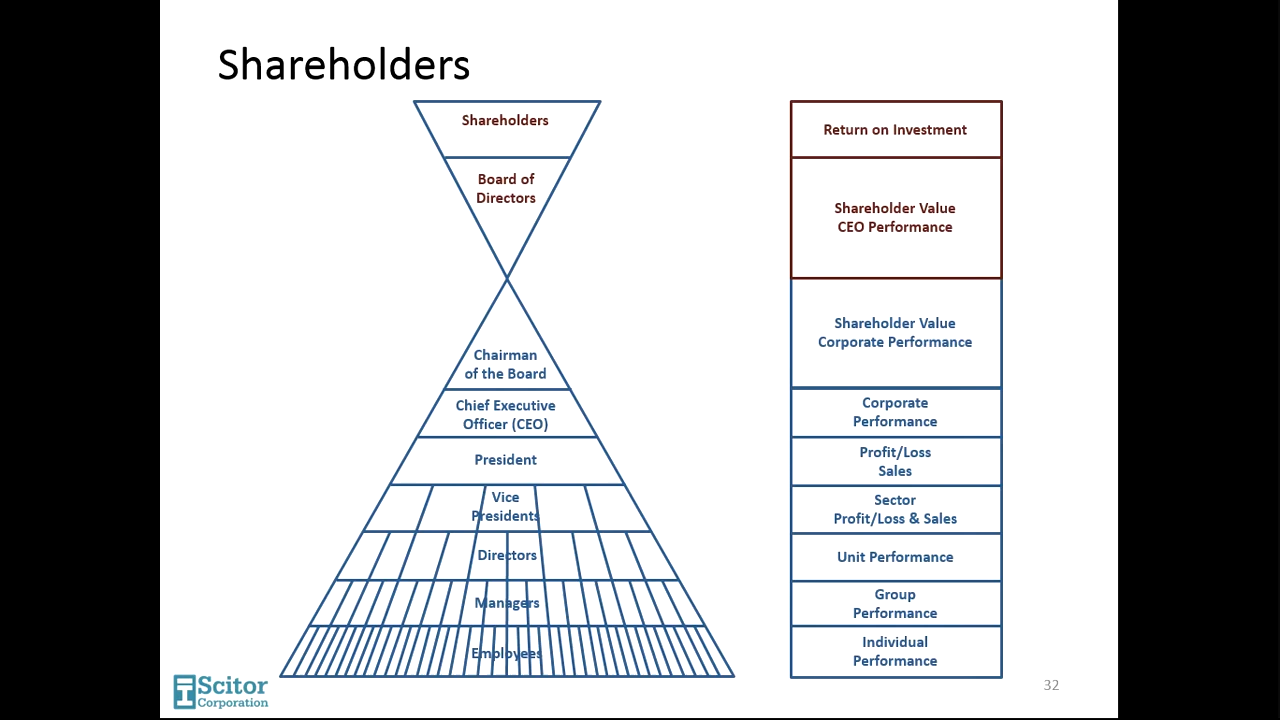 Shareholders
Shareholders
Board of
Directors
Chairman
of the Board
Chief Executive
Officer (CEO)
President
Vice
Presidents
Directors
Managers
Employees
Return on Investment
Shareholder Value
CEO Performance
Shareholder Value
Corporate Performance
Corporate
Performance
Profit/Loss
Sales
Sector
Profit/Loss & Sales
Unit Performance
Group
Performance
Individual
Performance
Scitor
Corporation
32